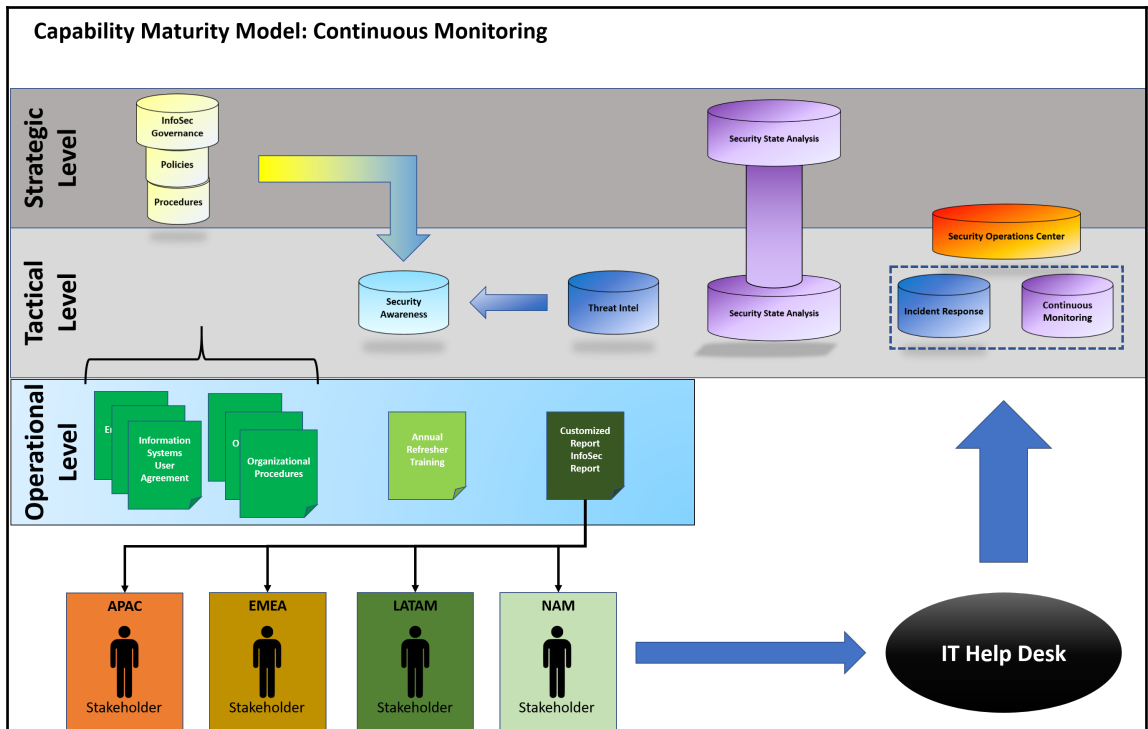 Capability Maturity Model: Continuous Monitoring
Strategic
Level
InfoSec
Governance
Policies
Procedures
Security State Analysis
Security Operations Center
Tactical
Level
Security
Awareness
Threat Intel
Security State Analysis
Incident Response
Continuous
Monitoring
Operational
Level
Information
Systems
User
Agreement
Organizational
Procedures
Annual
Refresher
Training
Customized
Report
InfoSec
Report
APAC
Stakeholder
EMEA
Stakeholder
LATAM
Stakeholder
NAM
Stakeholder
IT Help Desk